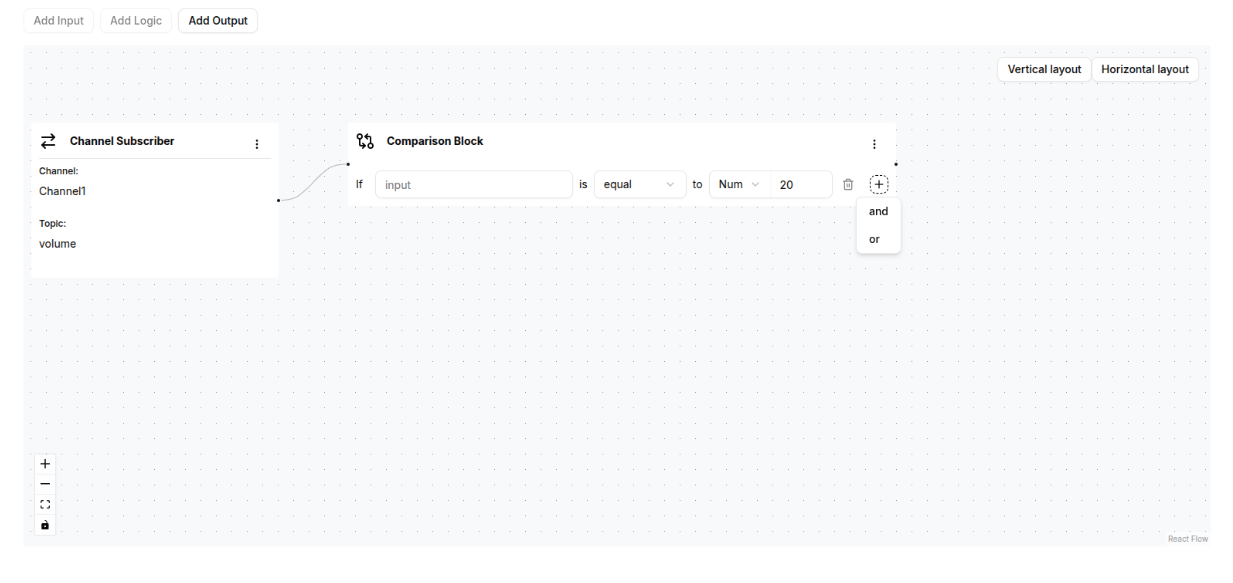 Add Input Add Logic Add Output
Vertical layout Horizontal layout
Channel Subscriber
Channel:
Channel1
Topic:
volume
Comparison Block
If input is equal to Num 20
and
or
React Flow